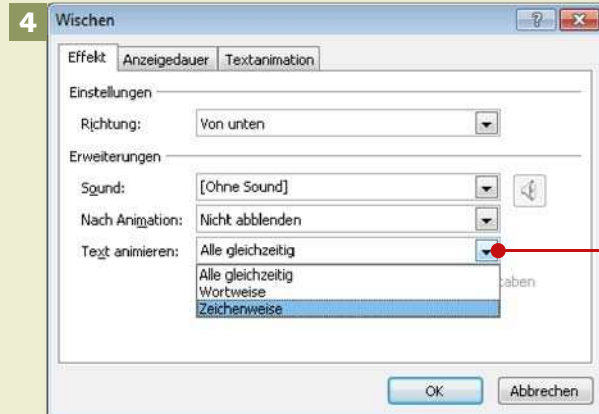 4
Wischen
Effekt Anzeigedauer Textanimation
Einstellungen
Richtung: Von unten
Erweiterungen
Sound: [Ohne Sound]
Nach Animation: Nicht abblenden
Text animieren: Alle gleichzeitig
Alle gleichzeitig
Wortweise
Zeichenweise
OK Abbrechen